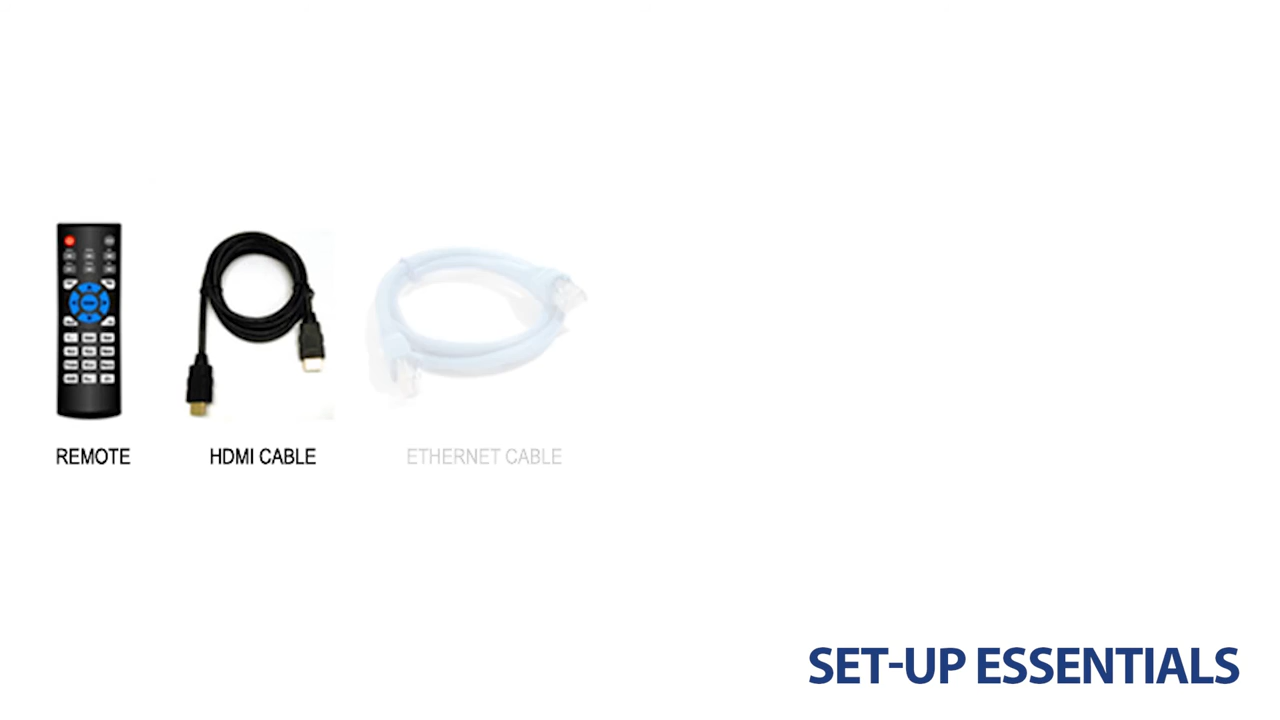 REMOTE
HDMI CABLE
ETHERNET CABLE
SET-UP ESSENTIALS